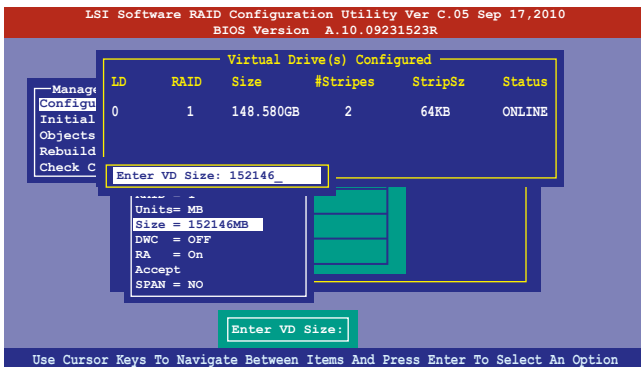 LSI Software RAID Configuration Utility Ver C.05 Sep 17,2010
BIOS Version A.10.09231523R
Virtual Drive(s) Configured
LD RAID Size #Stripes StripSz Status
0 1 148.580GB 2 64KB ONLINE
Manage
Configu
Initial
Objects
Rebuild
Check C
Enter VD Size: 152146_
RAID = 1
Units= MB
Size = 152146MB
DWC = OFF
RA = On
Accept
SPAN = NO
Enter VD Size:
Use Cursor Keys To Navigate Between Items And Press Enter To Select An Option